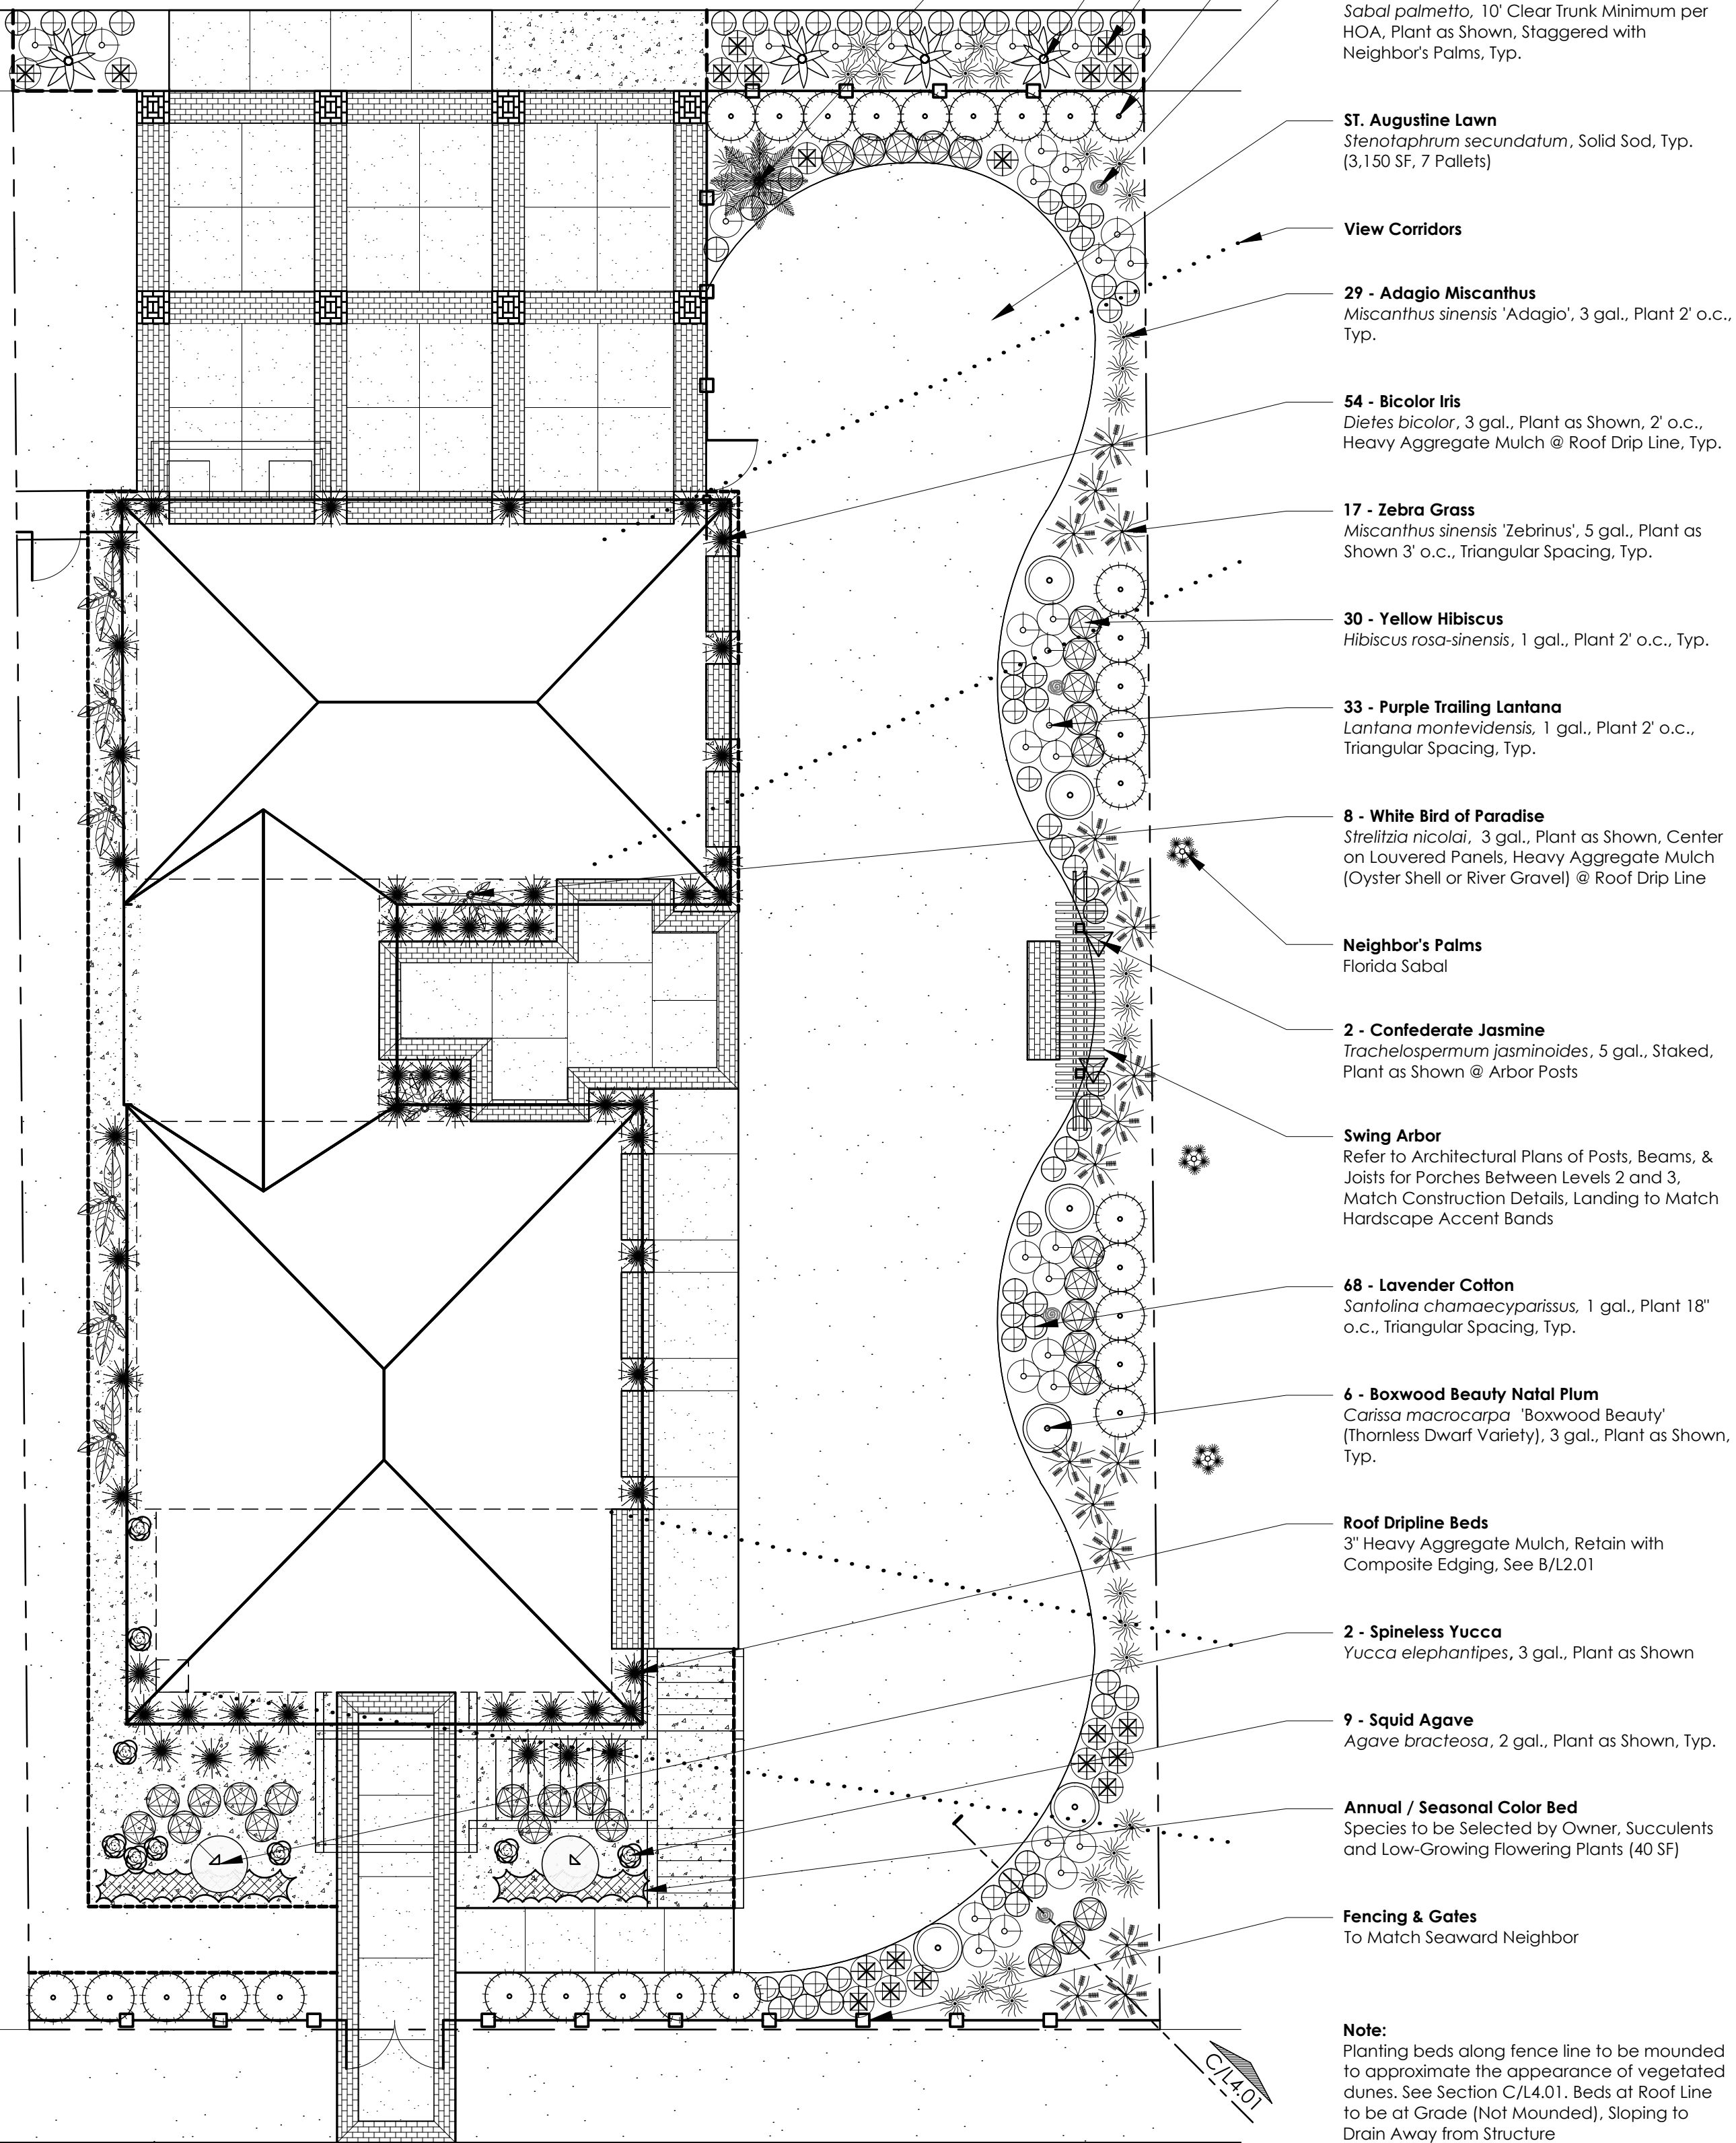 Sabal palmetto, 10' Clear Trunk Minimum per
HOA, Plant as Shown, Staggered with
Neighbor's Palms, Typ.
ST. Augustine Lawn
Stenotaphrum secundatum, Solid Sod, Typ.
(3,150 SF, 7 Pallets)
View Corridors
29 - Adagio Miscanthus
Miscanthus sinensis 'Adagio', 3 gal., Plant 2' o.c.,
Typ.
54 - Bicolor Iris
Dietes bicolor, 3 gal., Plant as Shown, 2' o.c.,
Heavy Aggregate Mulch @ Roof Drip Line, Typ.
17 - Zebra Grass
Miscanthus sinensis 'Zebrinus', 5 gal., Plant as
Shown 3' o.c., Triangular Spacing, Typ.
30 - Yellow Hibiscus
Hibiscus rosa-sinensis, 1 gal., Plant 2' o.c., Typ.
33 - Purple Trailing Lantana
Lantana montevidensis, 1 gal., Plant 2' o.c.,
Triangular Spacing, Typ.
8 - White Bird of Paradise
Strelitzia nicolai, 3 gal., Plant as Shown, Center
on Louvered Panels, Heavy Aggregate Mulch
(Oyster Shell or River Gravel) @ Roof Drip Line
Neighbor's Palms
Florida Sabal
2 - Confederate Jasmine
Trachelospermum jasminoides, 5 gal., Staked,
Plant as Shown @ Arbor Posts
Swing Arbor
Refer to Architectural Plans of Posts, Beams, &
Joists for Porches Between Levels 2 and 3,
Match Construction Details, Landing to Match
Hardscape Accent Bands
68 - Lavender Cotton
Santolina chamaecyparissus, 1 gal., Plant 18"
o.c., Triangular Spacing, Typ.
6 - Boxwood Beauty Natal Plum
Carissa macrocarpa 'Boxwood Beauty'
(Thornless Dwarf Variety), 3 gal., Plant as Shown,
Typ.
Roof Dripline Beds
3" Heavy Aggregate Mulch, Retain with
Composite Edging, See B/L2.01
2 - Spineless Yucca
Yucca elephantipes, 3 gal., Plant as Shown
9 - Squid Agave
Agave bracteosa, 2 gal., Plant as Shown, Typ.
Annual / Seasonal Color Bed
Species to be Selected by Owner, Succulents
and Low-Growing Flowering Plants (40 SF)
Fencing & Gates
To Match Seaward Neighbor
Note:
Planting beds along fence line to be mounded
to approximate the appearance of vegetated
dunes. See Section C/L4.01. Beds at Roof Line
to be at Grade (Not Mounded), Sloping to
Drain Away from Structure
C/L4.01